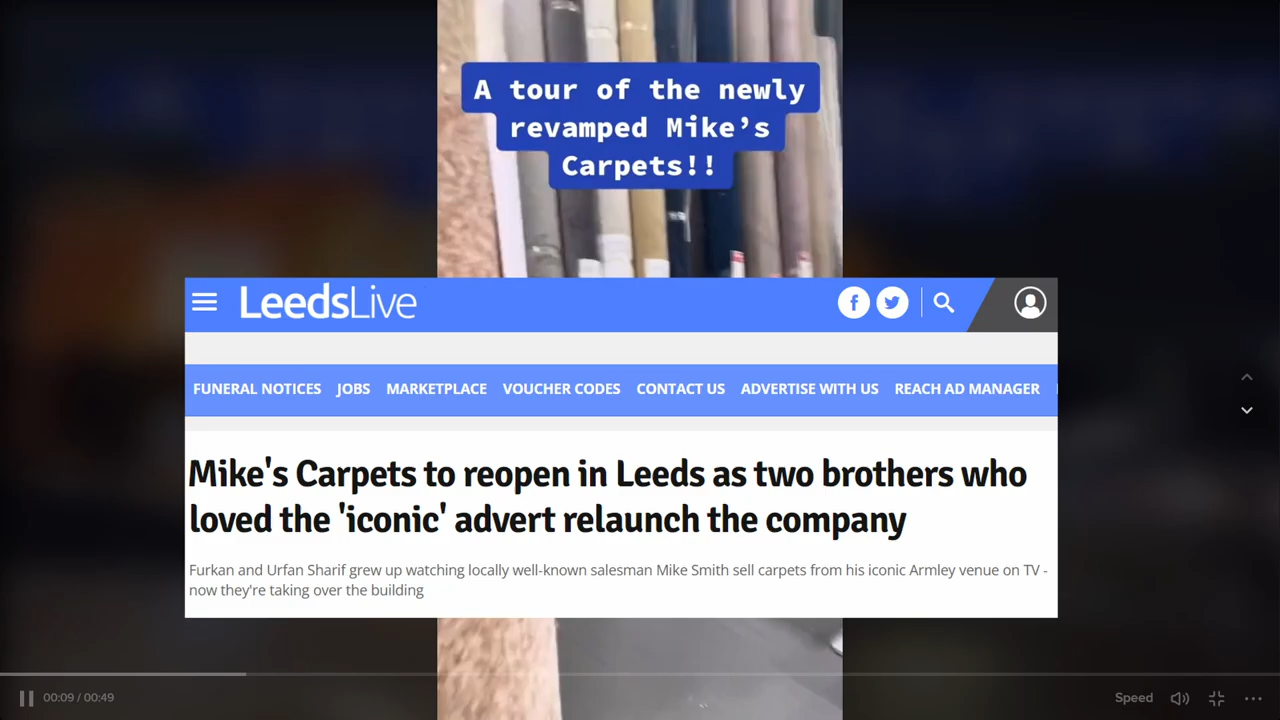 A tour of the newly
revamped Mike’s
Carpets!!
LeedsLive
FUNERAL NOTICES JOBS MARKETPLACE VOUCHER CODES CONTACT US ADVERTISE WITH US REACH AD MANAGER
Mike's Carpets to reopen in Leeds as two brothers who
loved the 'iconic' advert relaunch the company
Furkan and Urfan Sharif grew up watching locally well-known salesman Mike Smith sell carpets from his iconic Armley venue on TV -
now they're taking over the building
00:09 / 00:49 Speed